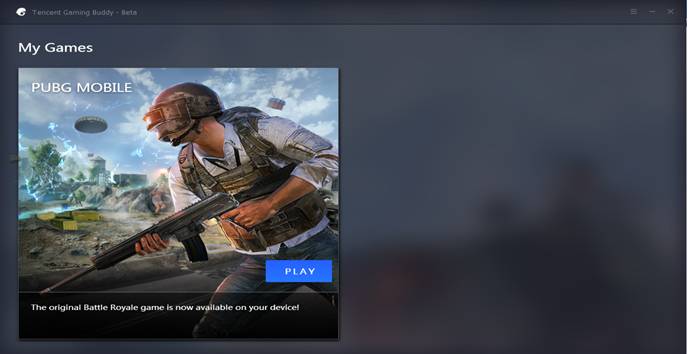 Tencent Gaming Buddy - Beta
My Games
PUBG MOBILE
PLAY
The original Battle Royale game is now available on your device!